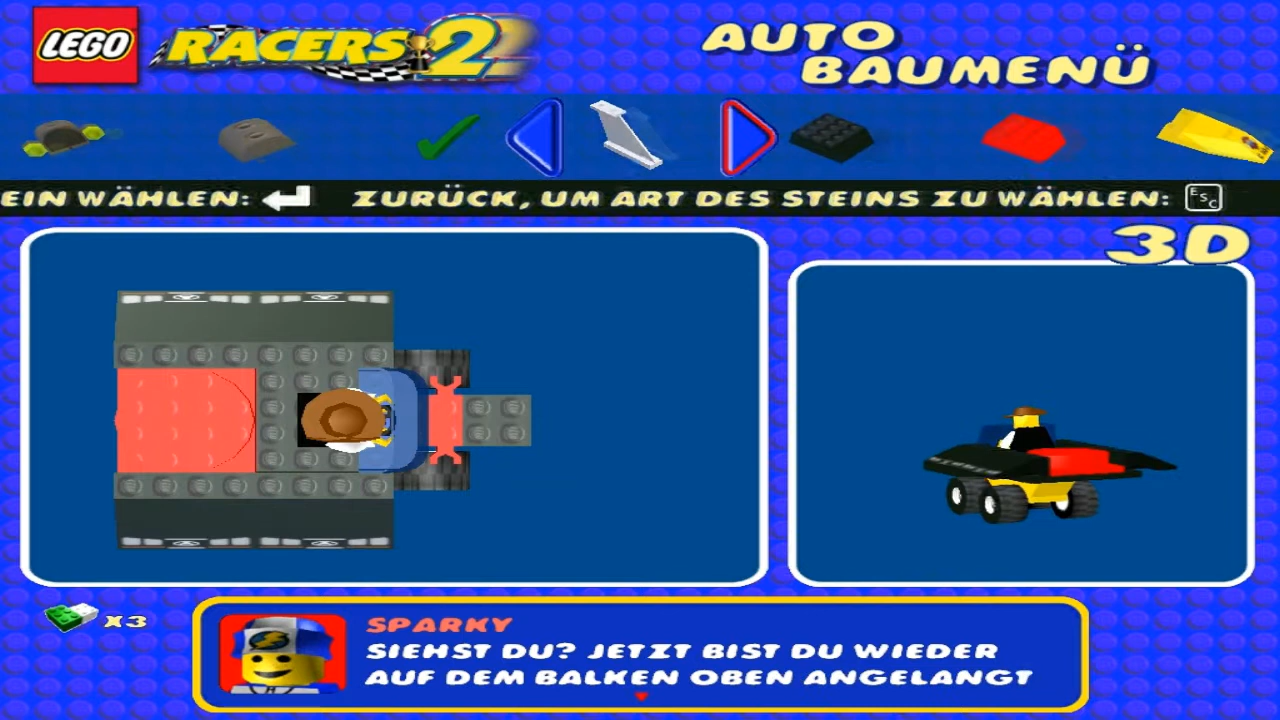 LEGO
RACERS 2
AUTO
BAUMENÜ
EIN WÄHLEN:
ZURÜCK, UM ART DES STEINS ZU WÄHLEN: Esc
3D
X3
SPARKY
SIEHST DU? JETZT BIST DU WIEDER
AUF DEM BALKEN OBEN ANGELANGT